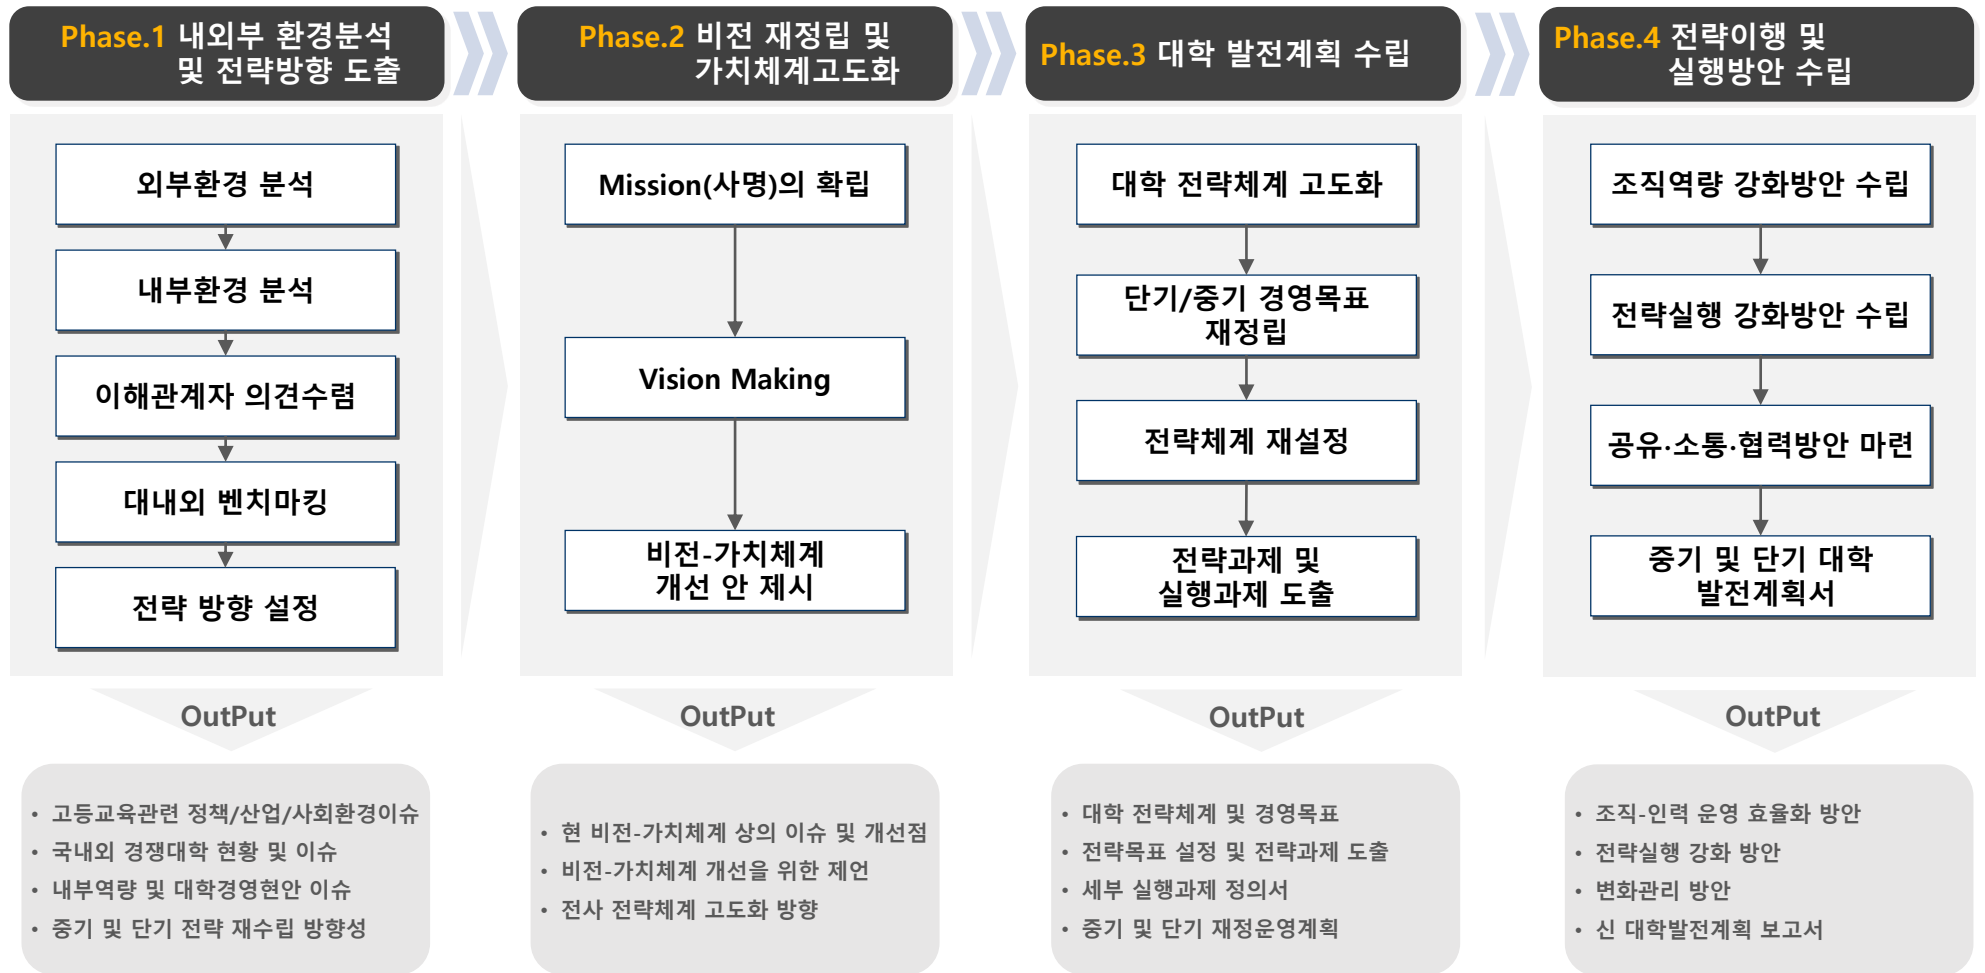 Phase.1 내외부 환경분석
및 전략방향 도출
외부환경 분석
내부환경 분석
이해관계자 의견수렴
대내외 벤치마킹
전략 방향 설정
OutPut
• 고등교육관련 정책/산업/사회환경이슈
• 국내외 경쟁대학 현황 및 이슈
• 내부역량 및 대학경영현안 이슈
• 중기 및 단기 전략 재수립 방향성
Phase.2 비전 재정립 및
가치체계고도화
Mission(사명)의 확립
Vision Making
비전-가치체계
개선 안 제시
OutPut
• 현 비전-가치체계 상의 이슈 및 개선점
• 비전-가치체계 개선을 위한 제언
• 전사 전략체계 고도화 방향
Phase.3 대학 발전계획 수립
대학 전략체계 고도화
단기/중기 경영목표
재정립
전략체계 재설정
전략과제 및
실행과제 도출
OutPut
• 대학 전략체계 및 경영목표
• 전략목표 설정 및 전략과제 도출
• 세부 실행과제 정의서
• 중기 및 단기 재정운영계획
Phase.4 전략이행 및
실행방안 수립
조직역량 강화방안 수립
전략실행 강화방안 수립
공유·소통·협력방안 마련
중기 및 단기 대학
발전계획서
OutPut
• 조직-인력 운영 효율화 방안
• 전략실행 강화 방안
• 변화관리 방안
• 신 대학발전계획 보고서